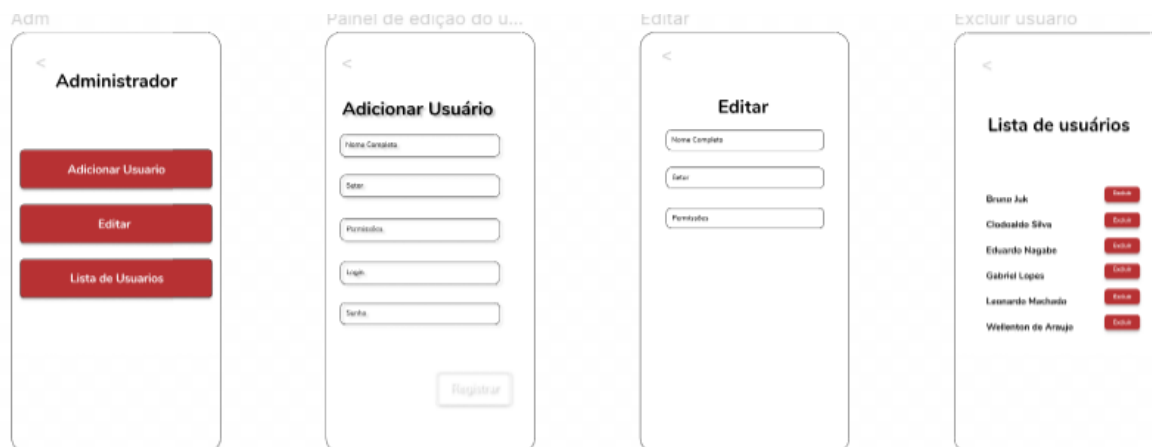 Adm
<
Administrador
Adicionar Usuario
Editar
Lista de Usuarios
Painel de edição do u...
<
Adicionar Usuário
Nome Completo.
Setor.
Permissões.
Login.
Senha.
Registrar
Editar
<
Editar
Nome Completo
Setor
Permissões
Excluir usuario
<
Lista de usuários
Bruno Juk Excluir
Clodoaldo Silva Excluir
Eduardo Nagabe Excluir
Gabriel Lopes Excluir
Leonardo Machado Excluir
Wellenton de Araujo Excluir